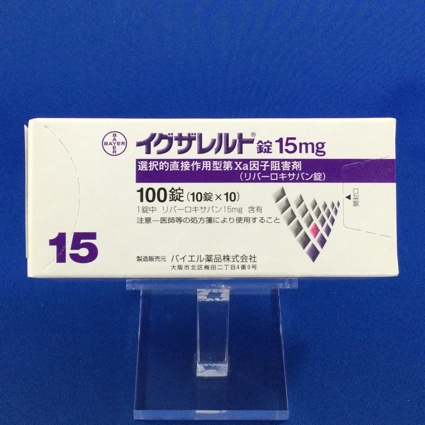 BAYER
BAYER
イグザレルト®錠15mg
選択的直接作用型第Xa因子阻害剤
(リバーロキサバン錠)
100錠(10錠×10)
1錠中 リバーロキサバン15mg 含有
注意―医師等の処方箋により使用すること
開封口
15
製造販売元 バイエル薬品株式会社
大阪市北区梅田二丁目4番9号